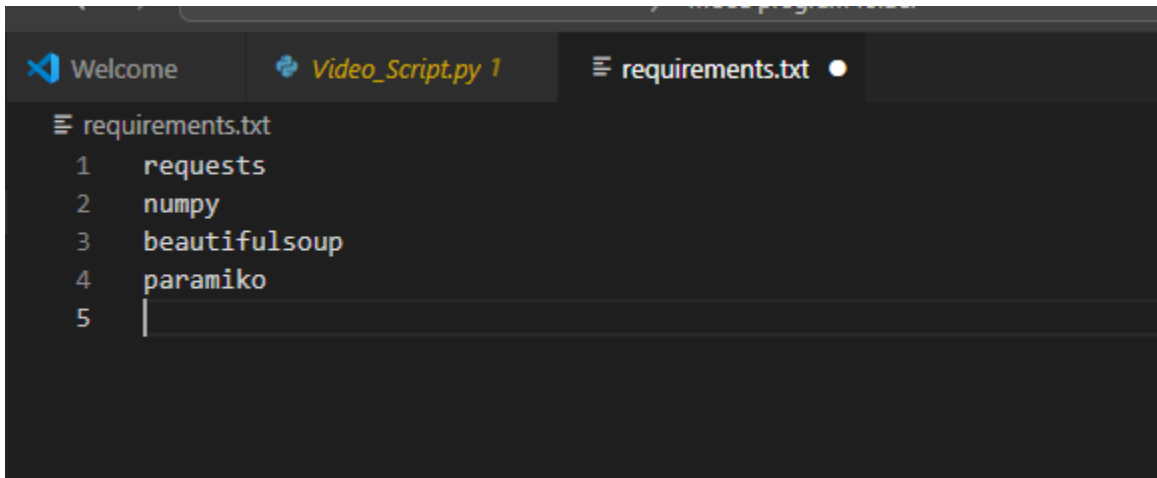 Welcome
Video_Script.py 1
requirements.txt
requirements.txt
1 requests
2 numpy
3 beautifulsoup
4 paramiko
5